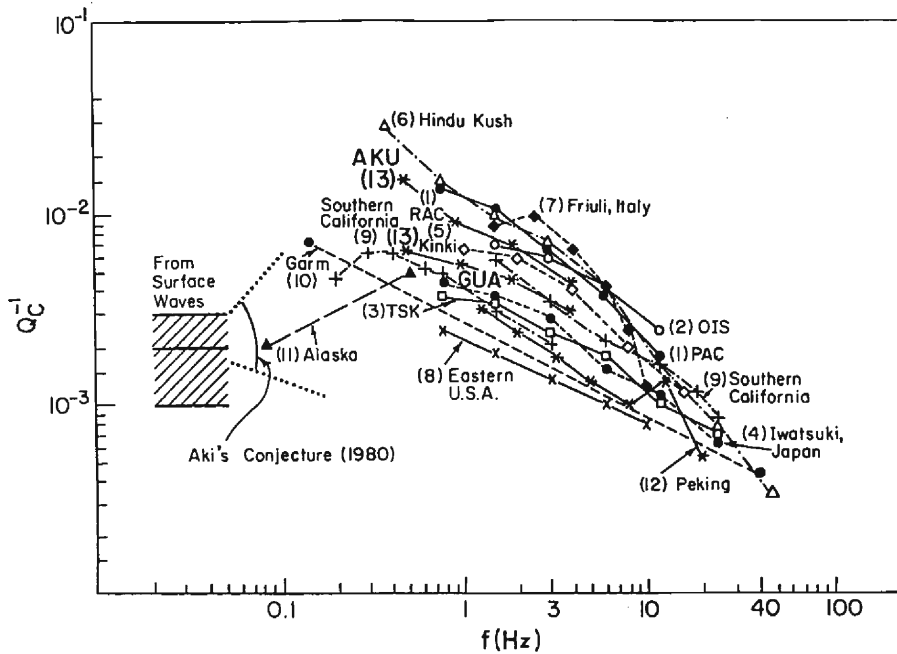 10⁻¹
(6) Hindu Kush
AKU
(13)
(1)
RAC
(7) Friuli, Italy
10⁻²
Southern
California
(9)
(13)
(5)
Kinki
From
Surface
Waves
Garm
(10)
GUA
Q_C⁻¹
(3) TSK
(2) OIS
(11) Alaska
(1) PAC
(8) Eastern
U.S.A.
(9) Southern
California
10⁻³
(4) Iwatsuki,
Japan
Aki's Conjecture (1980)
(12) Peking
0.1
1
3
10
40
100
f(Hz)